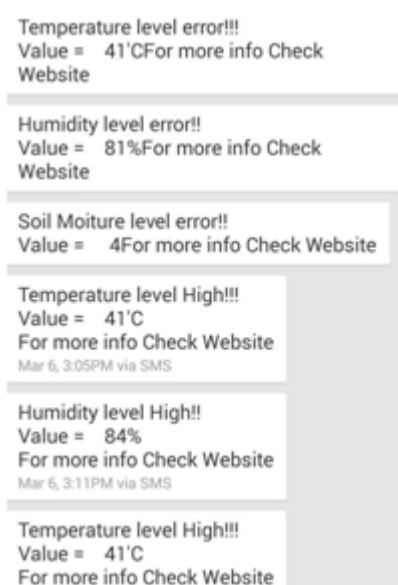 Temperature level error!!!
Value = 41'CFor more info Check
Website
Humidity level error!!
Value = 81%For more info Check
Website
Soil Moiture level error!!
Value = 4For more info Check Website
Temperature level High!!!
Value = 41'C
For more info Check Website
Mar 6, 3:05PM via SMS
Humidity level High!!
Value = 84%
For more info Check Website
Mar 6, 3:11PM via SMS
Temperature level High!!!
Value = 41'C
For more info Check Website